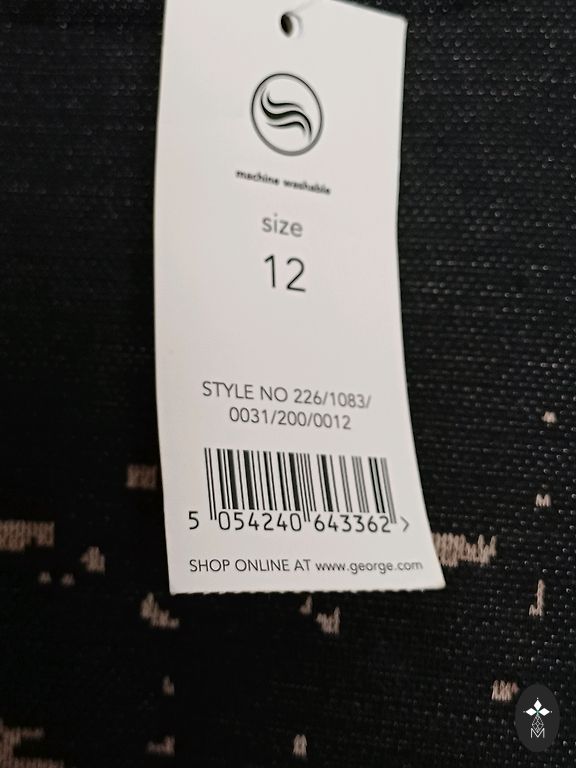 machine washable
size
12
STYLE NO 226/1083/
0031/200/0012
5 054240 643362 >
SHOP ONLINE AT www.george.com
M